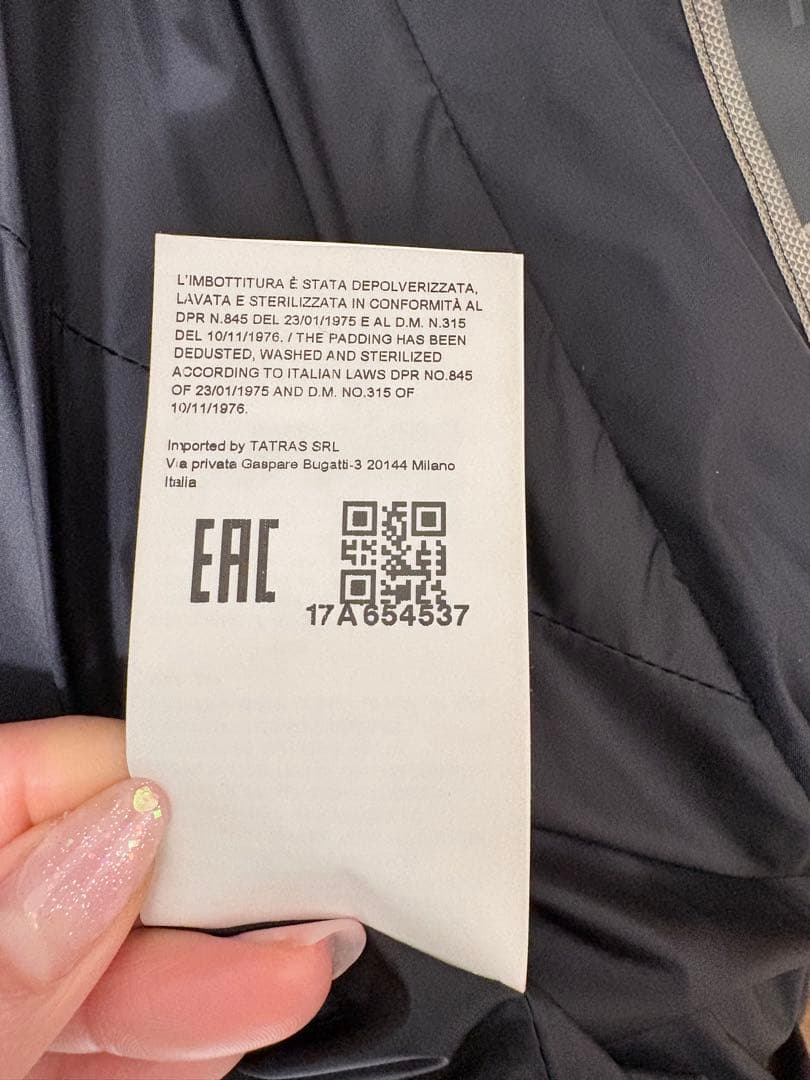 L'IMBOTTITURA È STATA DEPOLVERIZZATA,
LAVATA E STERILIZZATA IN CONFORMITÀ AL
DPR N.845 DEL 23/01/1975 E AL D.M. N.315
DEL 10/11/1976. / THE PADDING HAS BEEN
DEDUSTED, WASHED AND STERILIZED
ACCORDING TO ITALIAN LAWS DPR NO.845
OF 23/01/1975 AND D.M. NO.315 OF
10/11/1976.
Imported by TATRAS SRL
Via privata Gaspare Bugatti-3 20144 Milano
Italia
EAC
17A654537